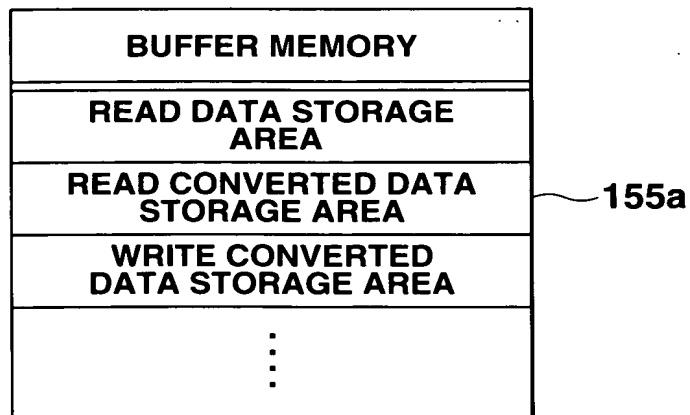 BUFFER MEMORY
READ DATA STORAGE
AREA
READ CONVERTED DATA
STORAGE AREA
155a
WRITE CONVERTED
DATA STORAGE AREA